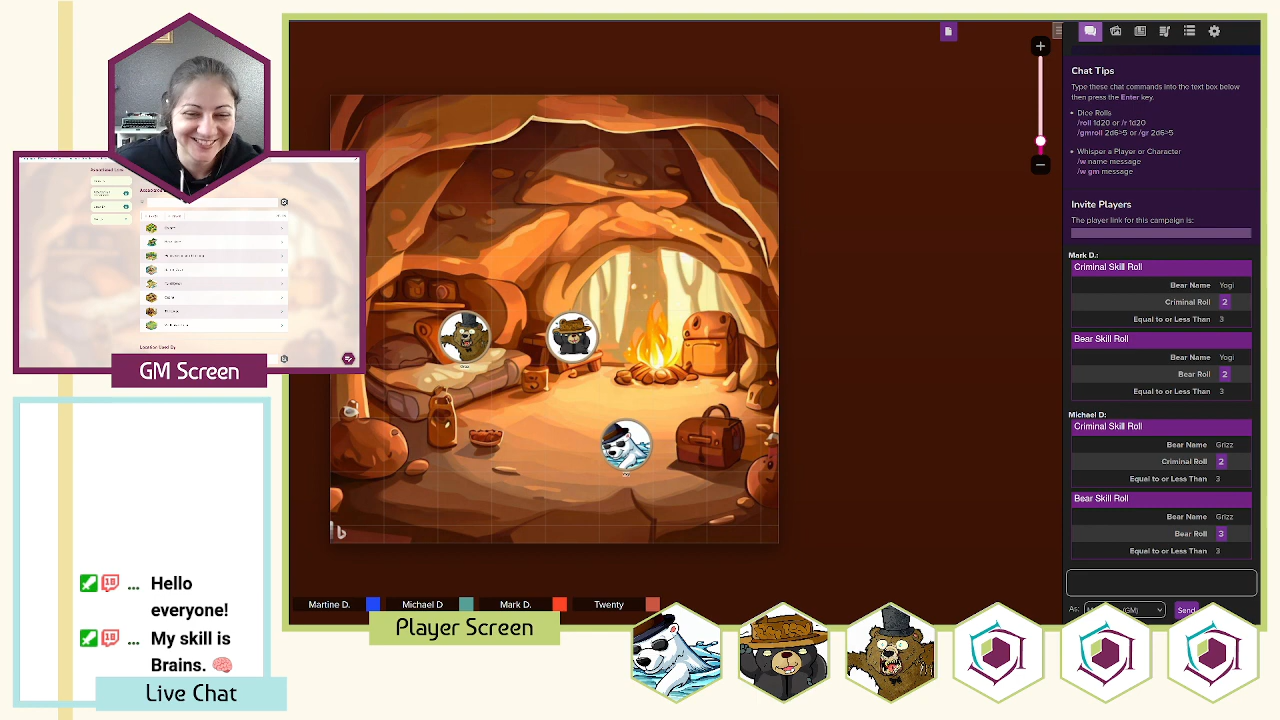 GM Screen
Hello
everyone!
My skill is
Brains. 🧠
Live Chat
Martine D.
Michael D
Mark D.
Twenty
Player Screen
Chat Tips
Type these chat commands into the text box below
then press the Enter key.
Dice Rolls
/roll 1d20 or /r 1d20
/gmroll 2d6>5 or /gr 2d6>5
Whisper a Player or Character
/w name message
/w gm message
Invite Players
The player link for this campaign is:
Mark D.:
Criminal Skill Roll
Bear Name Yogi
Criminal Roll 2
Equal to or Less Than 3
Bear Skill Roll
Bear Name Yogi
Bear Roll 2
Equal to or Less Than 3
Michael D:
Criminal Skill Roll
Bear Name Grizz
Criminal Roll 2
Equal to or Less Than 3
Bear Skill Roll
Bear Name Grizz
Bear Roll 3
Equal to or Less Than 3
As:
(GM)
Send